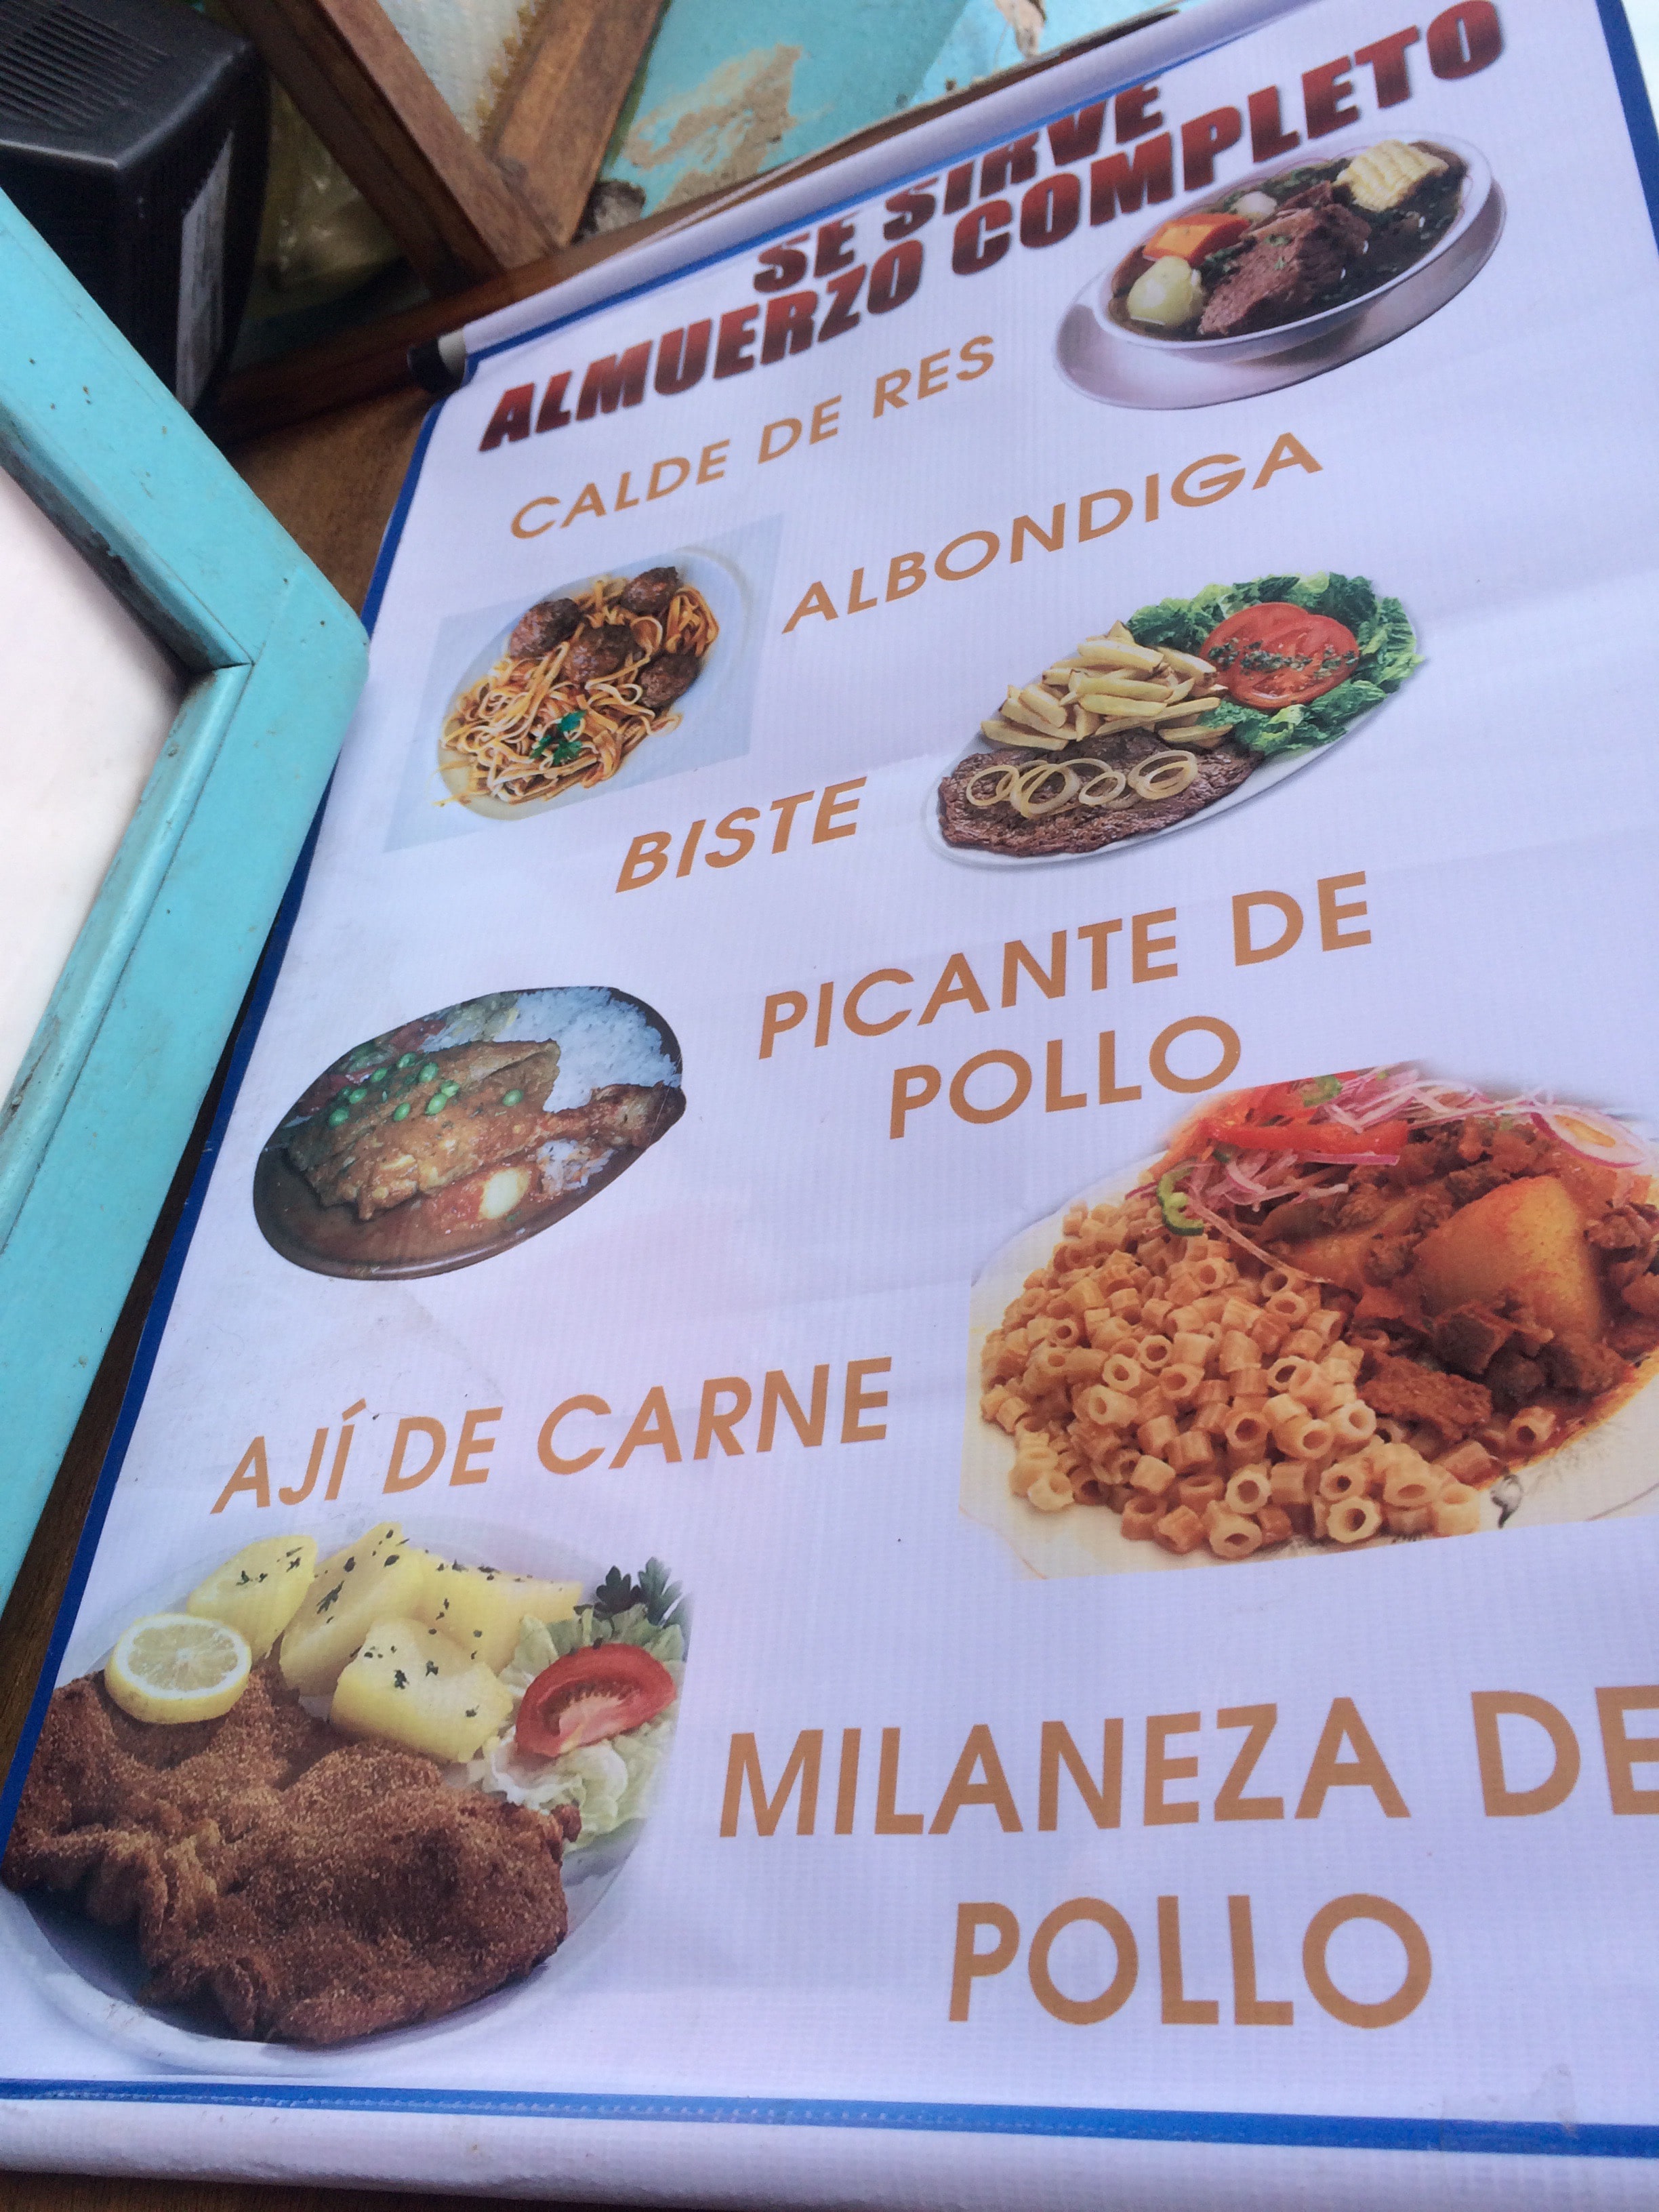 SE SIRVE
ALMUERZO COMPLETO
CALDE DE RES
ALBONDIGA
BISTE
PICANTE DE
POLLO
AJÍ DE CARNE
MILANEZA DE
POLLO